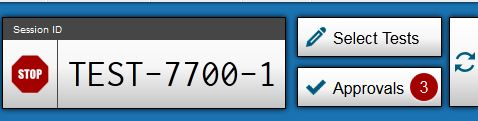 Session ID
STOP
TEST-7700-1
Select Tests
Approvals 3